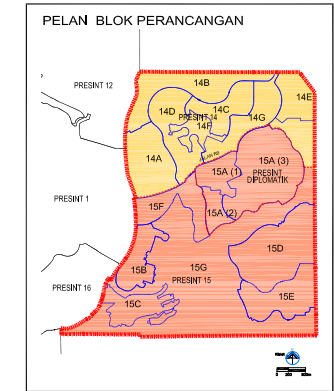 PELAN BLOK PERANCANGAN
14B
PRESINT 12
14E
14D
14C
PRESINT 14
14G
14F
14A
15A (3)
15A (1)
PRESINT
DIPLOMATIK
PRESINT 1
15F
15A (2)
15D
15B
15G
PRESINT 15
PRESINT 16
15C
15E